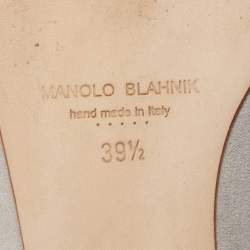 MANOLO BLAHNIK
hand made in Italy
39½